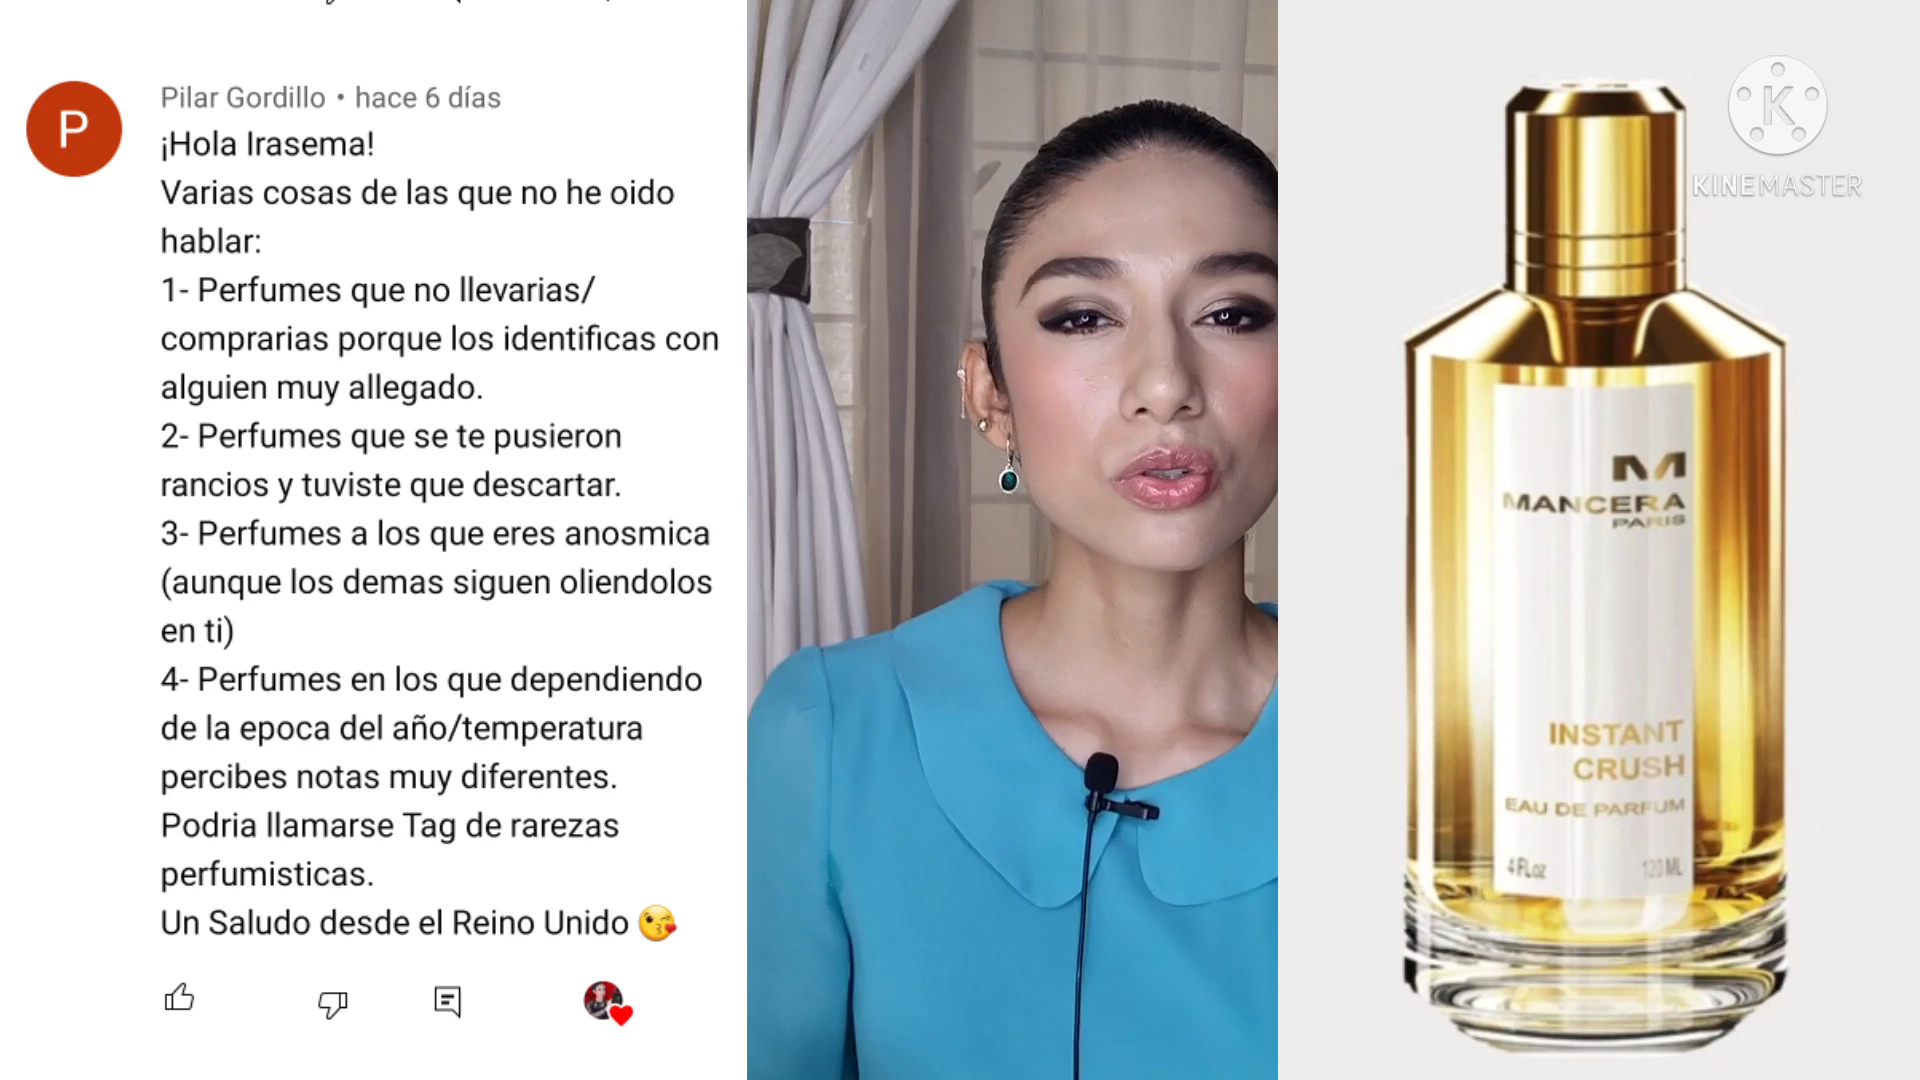 P
Pilar Gordillo • hace 6 días
¡Hola Irasema!
Varias cosas de las que no he oido
hablar:
1- Perfumes que no llevarias/
comprarias porque los identificas con
alguien muy allegado.
2- Perfumes que se te pusieron
rancios y tuviste que descartar.
3- Perfumes a los que eres anosmica
(aunque los demas siguen oliendolos
en ti)
4- Perfumes en los que dependiendo
de la epoca del año/temperatura
percibes notas muy diferentes.
Podria llamarse Tag de rarezas
perfumisticas.
Un Saludo desde el Reino Unido 😘
K
KINEMASTER
M
MANCERA
PARIS
INSTANT
CRUSH
EAU DE PARFUM
4 FL oz 120 ML